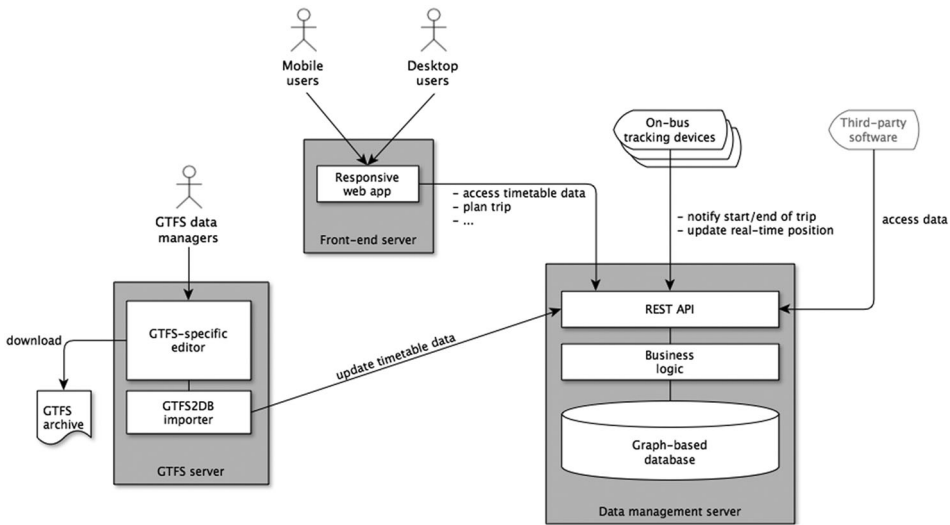 Mobile
users
Desktop
users
On-bus
tracking devices
Third-party
software
Responsive
web app
Front-end server
- access timetable data
- plan trip
- ...
- notify start/end of trip
- update real-time position
access data
GTFS data
managers
GTFS-specific
editor
download
GTFS
archive
GTFS2DB
importer
GTFS server
update timetable data
REST API
Business
logic
Graph-based
database
Data management server